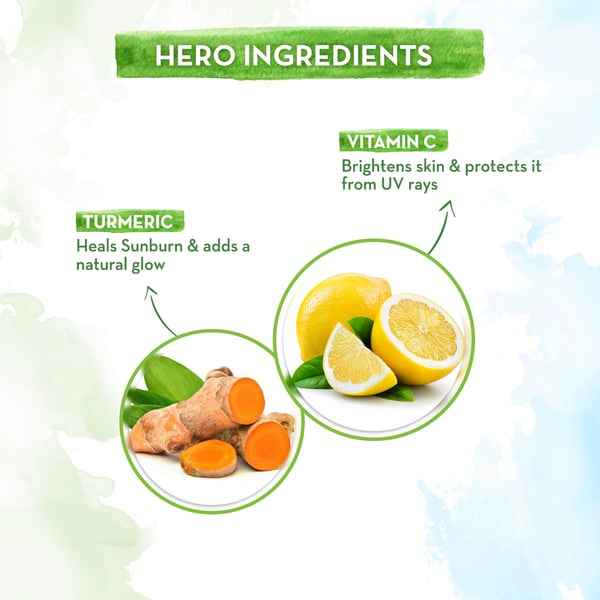 HERO INGREDIENTS
VITAMIN C
Brightens skin & protects it
from UV rays
TURMERIC
Heals Sunburn & adds a
natural glow